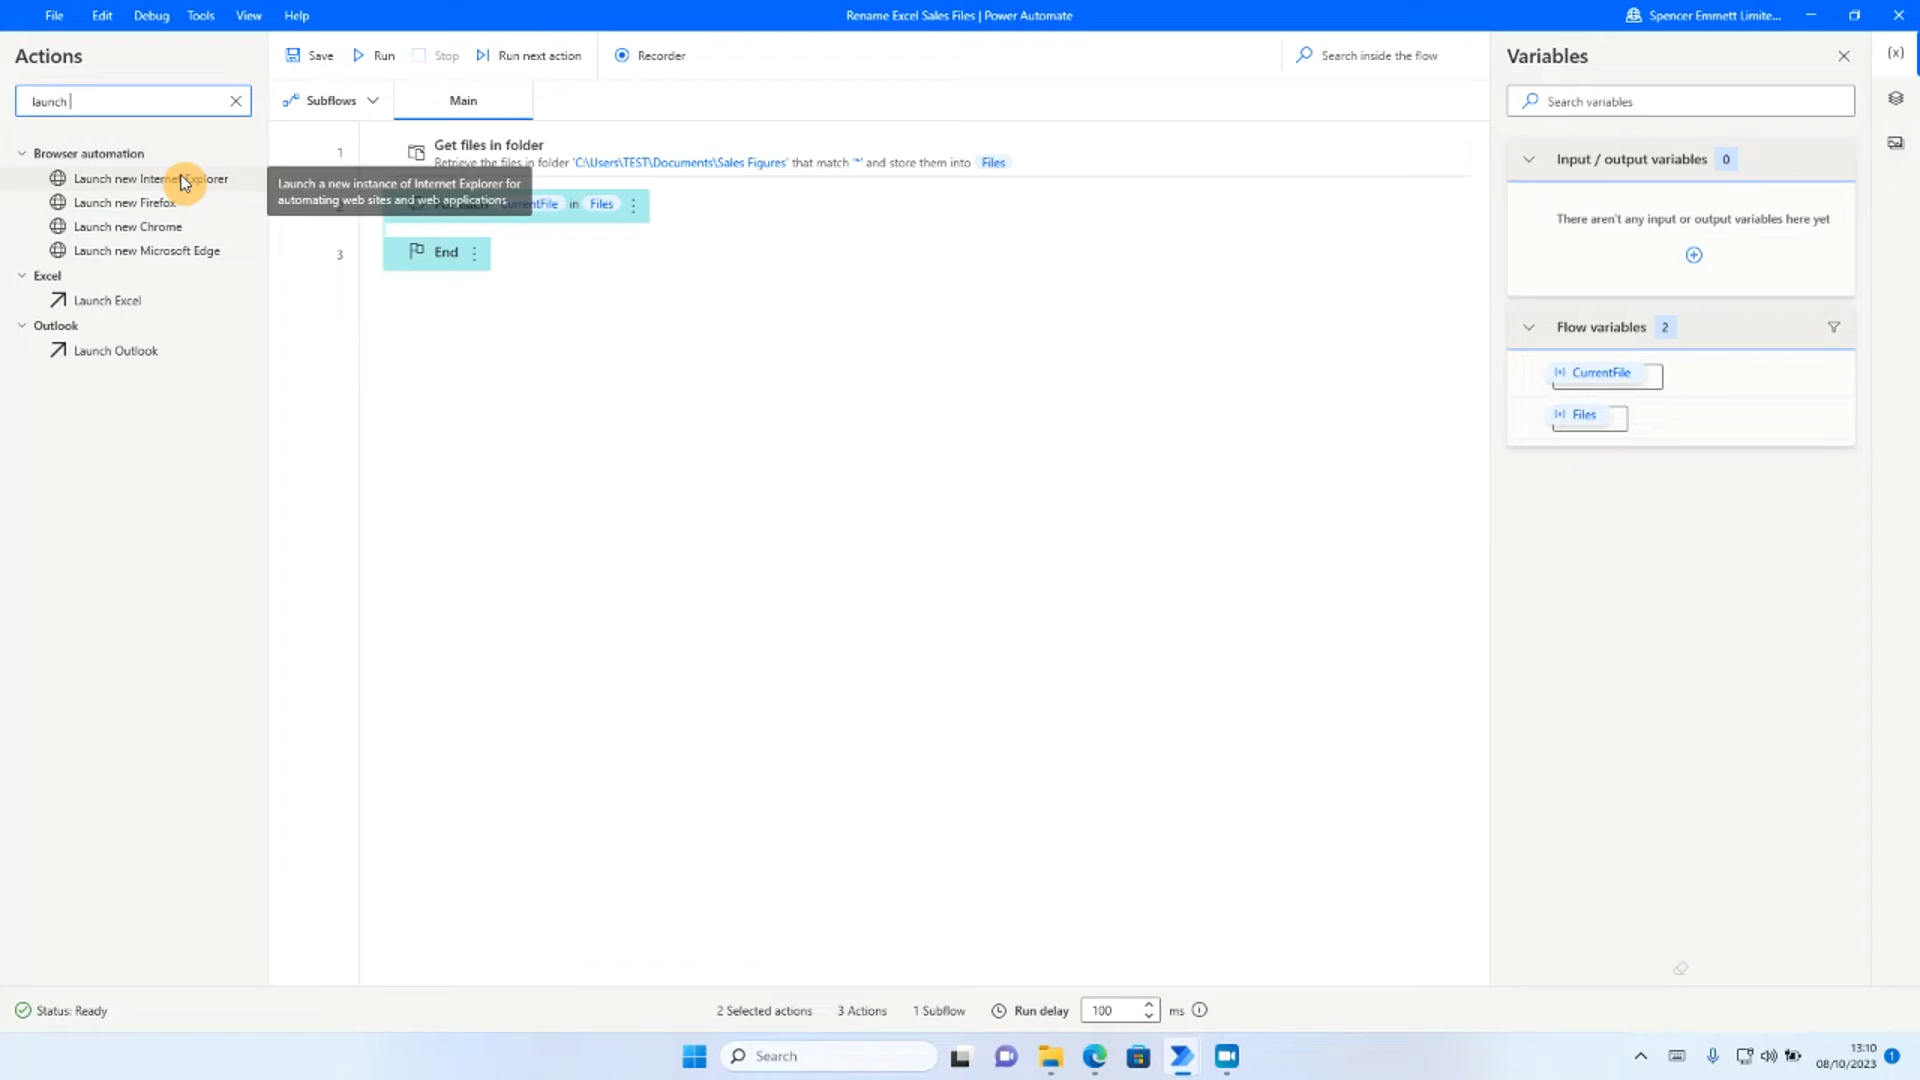 File Edit Debug Tools View Help
Rename Excel Sales Files | Power Automate
Spencer Emmett Limite...
Actions
launch
Browser automation
Launch new Internet Explorer
Launch new Firefox
Launch new Chrome
Launch new Microsoft Edge
Excel
Launch Excel
Outlook
Launch Outlook
Save Run Stop Run next action Recorder
Search inside the flow
Subflows Main
1
Get files in folder
Retrieve the files in folder 'C:\Users\TEST\Documents\Sales Figures' that match '*' and store them into Files
Launch a new instance of Internet Explorer for
automating web sites and web applications
CurrentFile in Files
3 End
Variables
{x}
Search variables
Input / output variables 0
There aren't any input or output variables here yet
Flow variables 2
CurrentFile
Files
Status: Ready
2 Selected actions 3 Actions 1 Subflow Run delay 100 ms
Search
13:10
08/10/2023
1